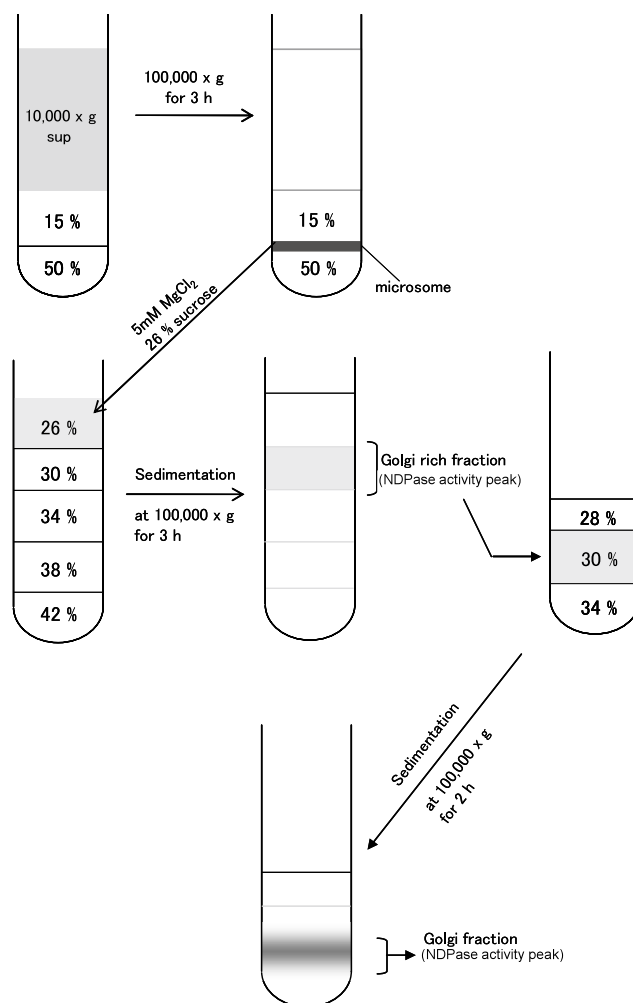 10,000 x g
sup
15 %
50 %
100,000 x g
for 3 h
15 %
50 %
microsome
5mM MgCl₂
26 % sucrose
26 %
30 %
34 %
38 %
42 %
Sedimentation
at 100,000 x g
for 3 h
Golgi rich fraction
(NDPase activity peak)
28 %
30 %
34 %
Sedimentation
at 100,000 x g
for 2 h
Golgi fraction
(NDPase activity peak)